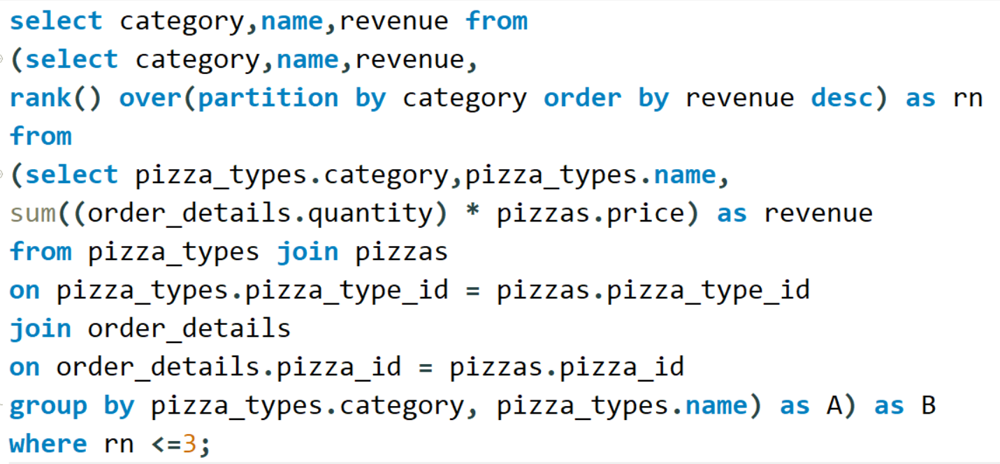 select category,name,revenue from
(select category,name,revenue,
rank() over(partition by category order by revenue desc) as rn
from
(select pizza_types.category,pizza_types.name,
sum((order_details.quantity) * pizzas.price) as revenue
from pizza_types join pizzas
on pizza_types.pizza_type_id = pizzas.pizza_type_id
join order_details
on order_details.pizza_id = pizzas.pizza_id
group by pizza_types.category, pizza_types.name) as A) as B
where rn <=3;